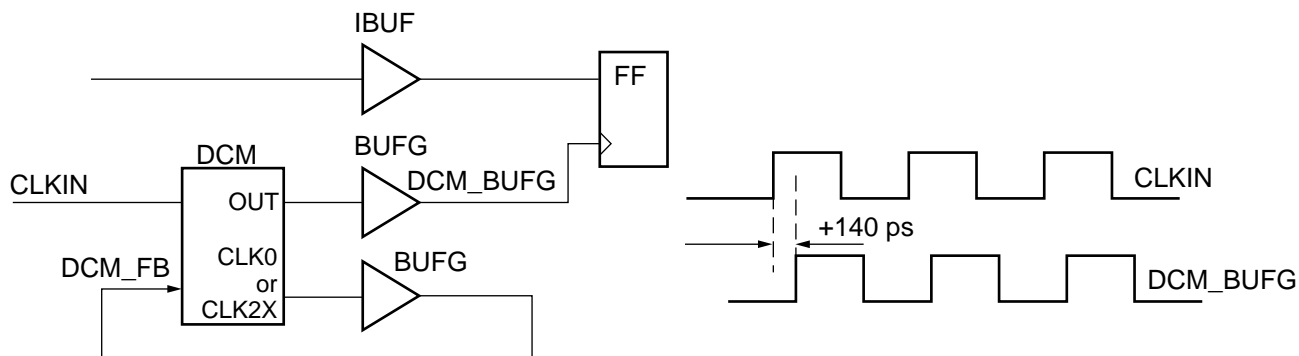 IBUF
FF
BUFG
DCM
CLKIN
DCM_BUFG
OUT
CLKIN
+140 ps
CLK0
or
CLK2X
BUFG
DCM_FB
DCM_BUFG